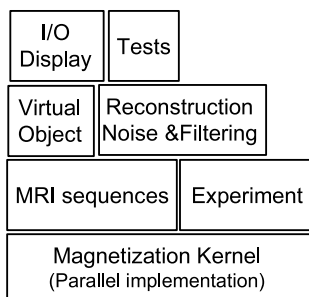 I/O
Display
Tests
Virtual
Object
Reconstruction
Noise &Filtering
MRI sequences
Experiment
Magnetization Kernel
(Parallel implementation)